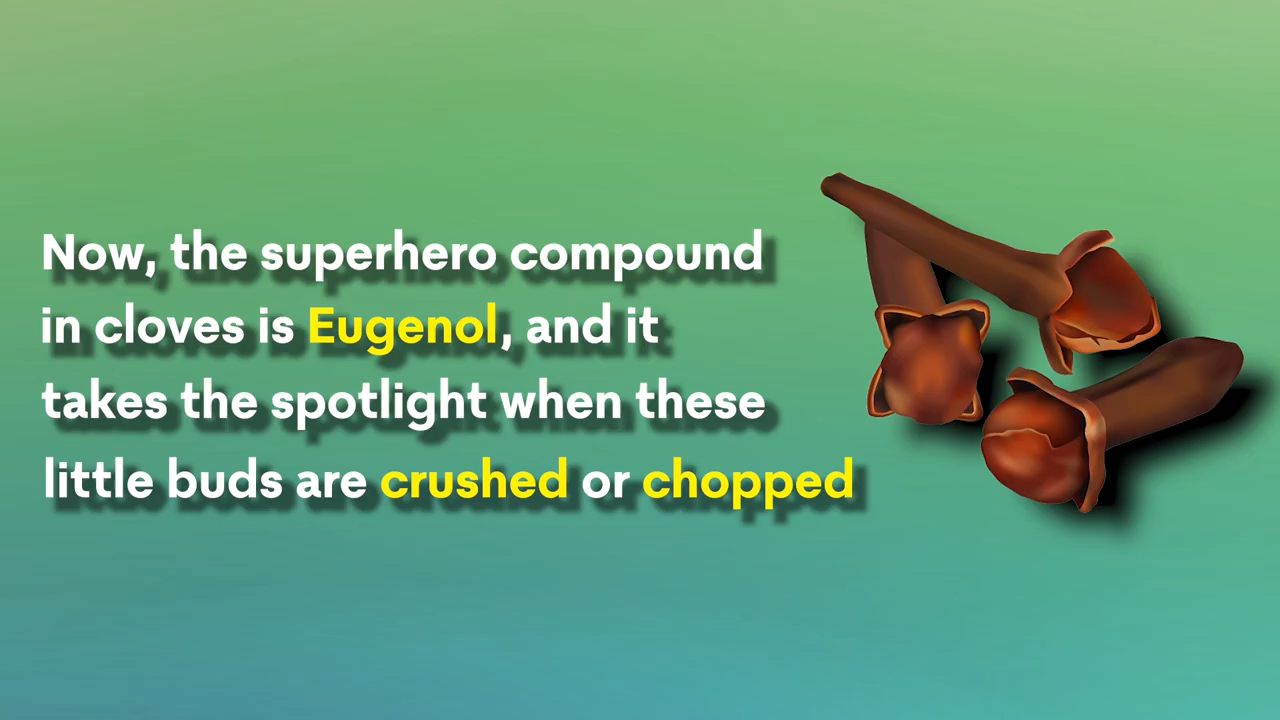 Now, the superhero compound
in cloves is Eugenol, and it
takes the spotlight when these
little buds are crushed or chopped